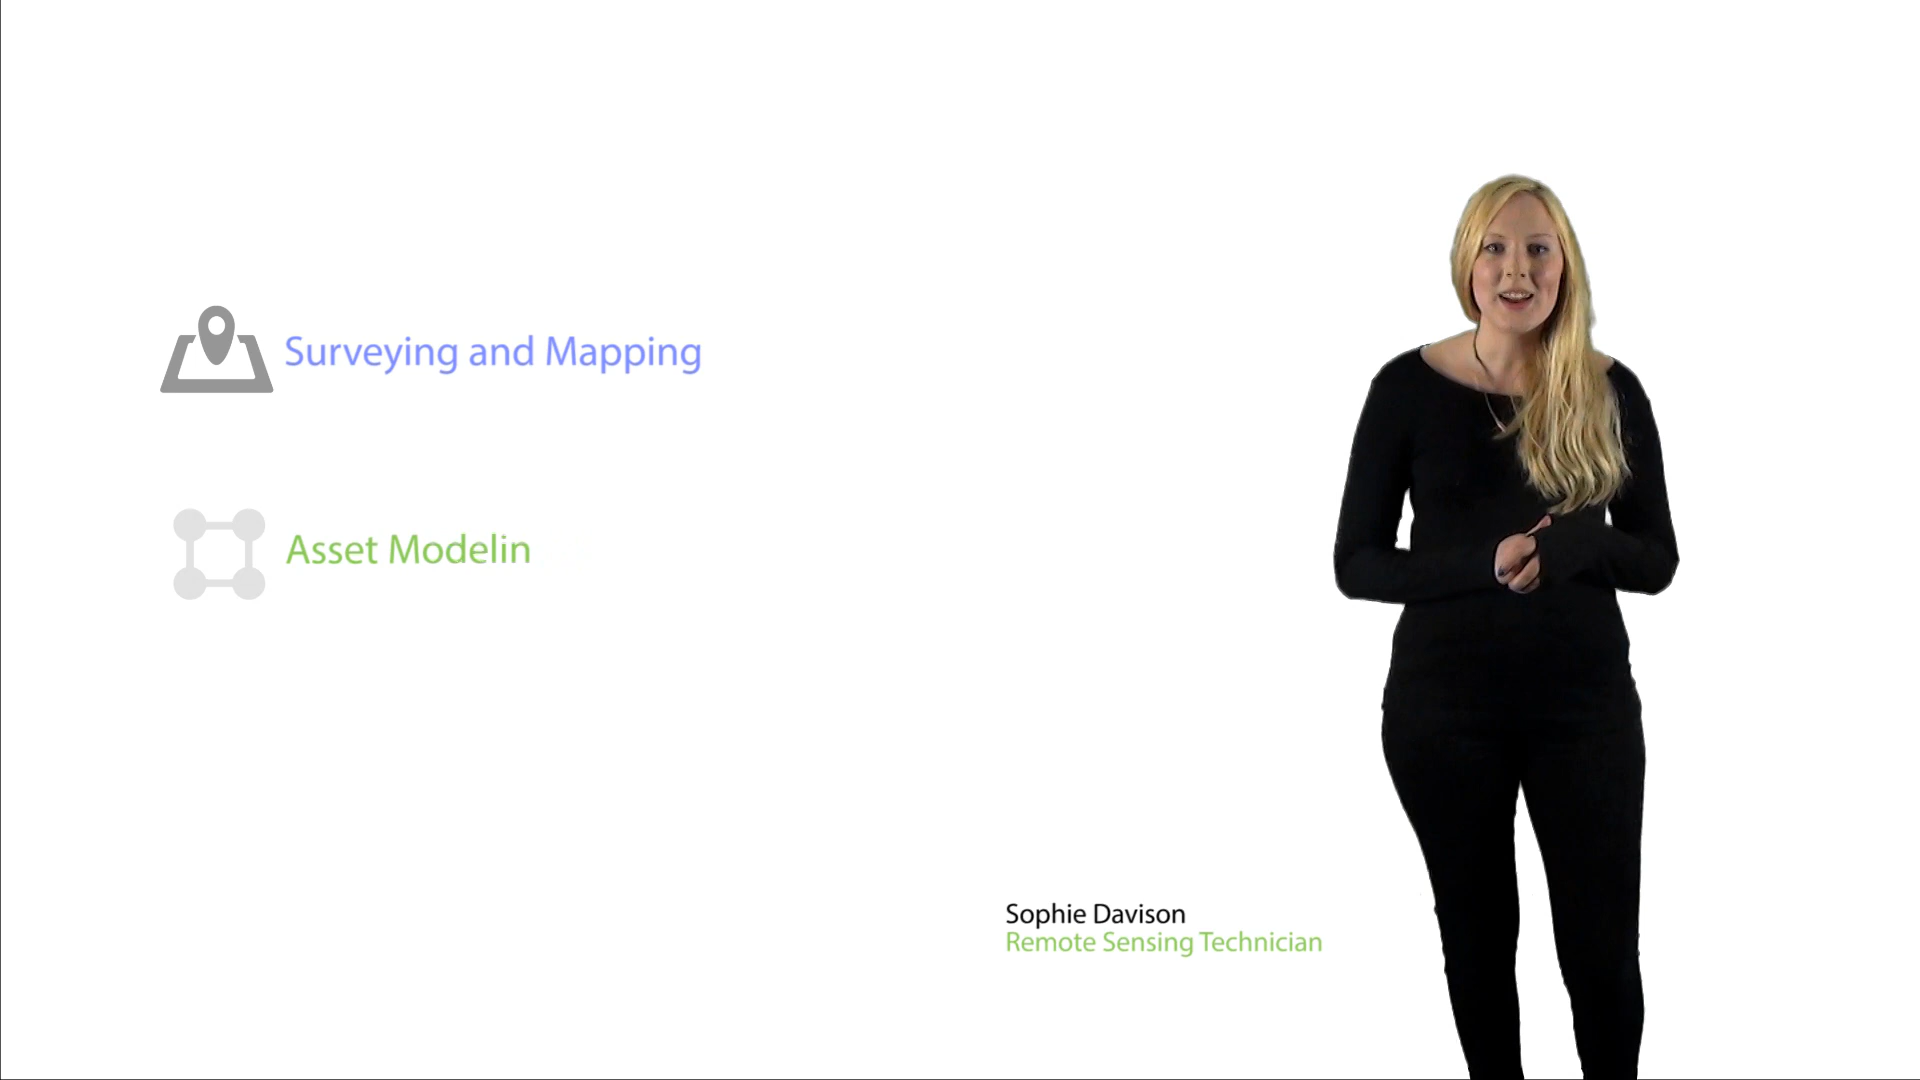 Surveying and Mapping
Asset Modelin
Sophie Davison
Remote Sensing Technician